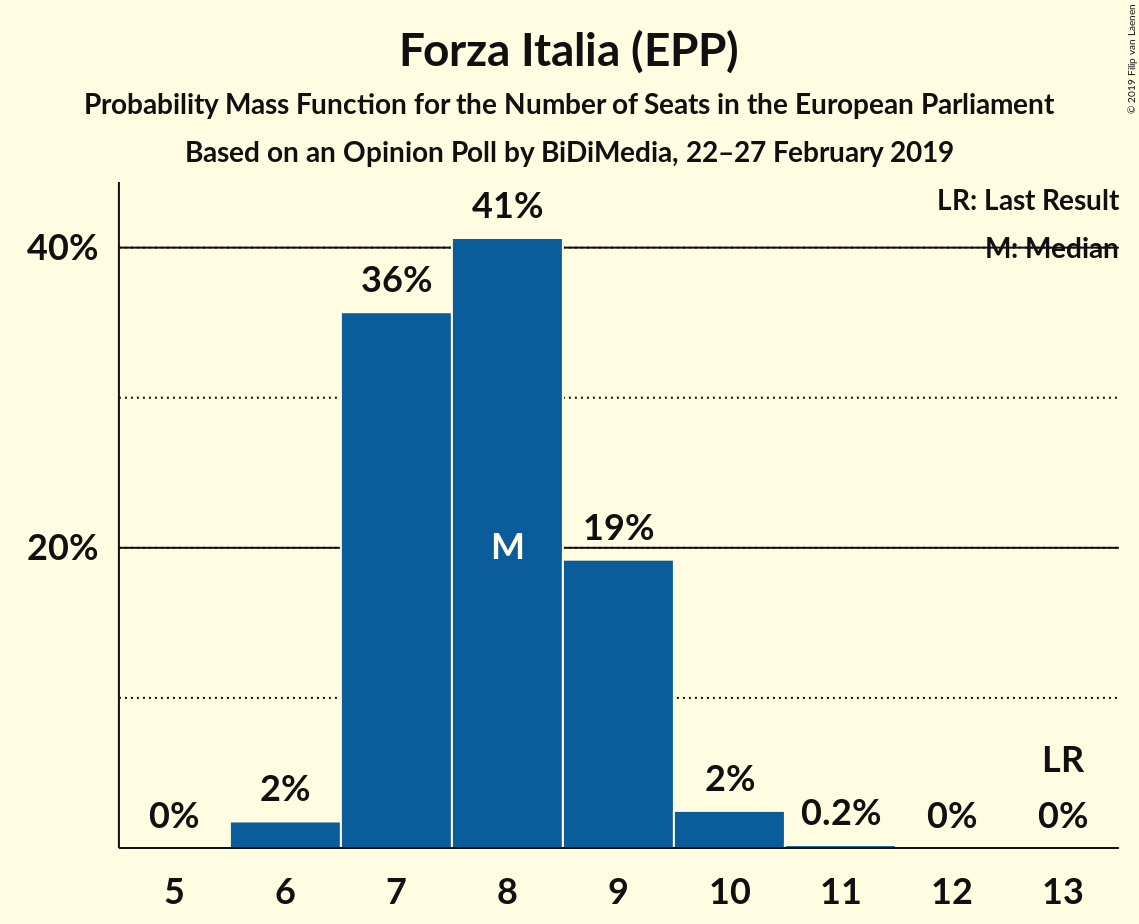 Forza Italia (EPP)
Probability Mass Function for the Number of Seats in the European Parliament
Based on an Opinion Poll by BiDiMedia, 22–27 February 2019
© 2019 Filip van Laenen
LR: Last Result
M: Median
40%
20%
0%
2%
36%
41%
M
19%
2%
0.2%
0%
LR
0%
5 6 7 8 9 10 11 12 13